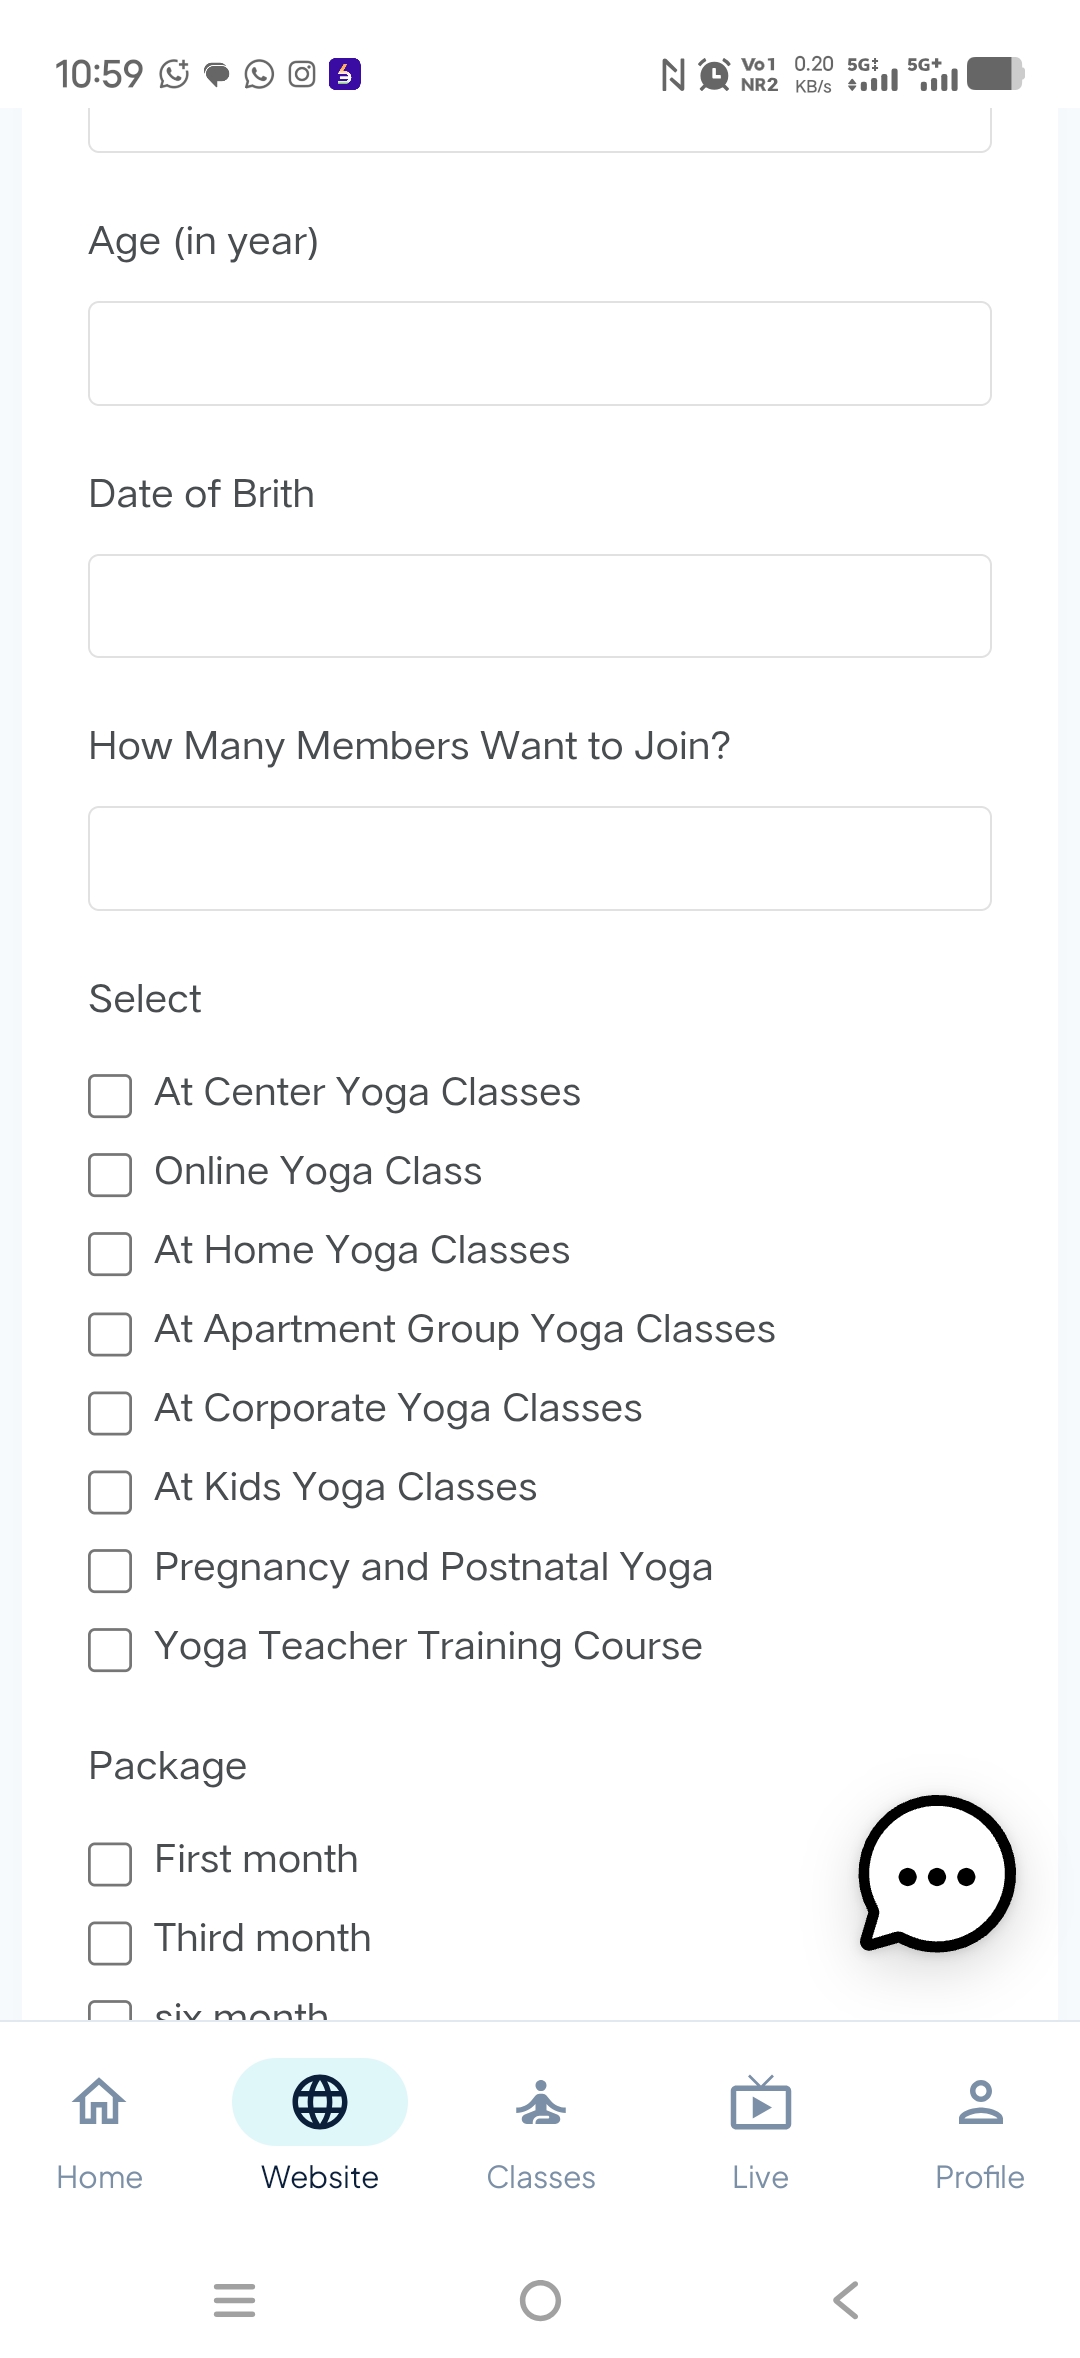 10:59
Vo1
NR2
0.20
KB/s
5G
5G+
Age (in year)
Date of Brith
How Many Members Want to Join?
Select
At Center Yoga Classes
Online Yoga Class
At Home Yoga Classes
At Apartment Group Yoga Classes
At Corporate Yoga Classes
At Kids Yoga Classes
Pregnancy and Postnatal Yoga
Yoga Teacher Training Course
Package
First month
Third month
six month
Home
Website
Classes
Live
Profile